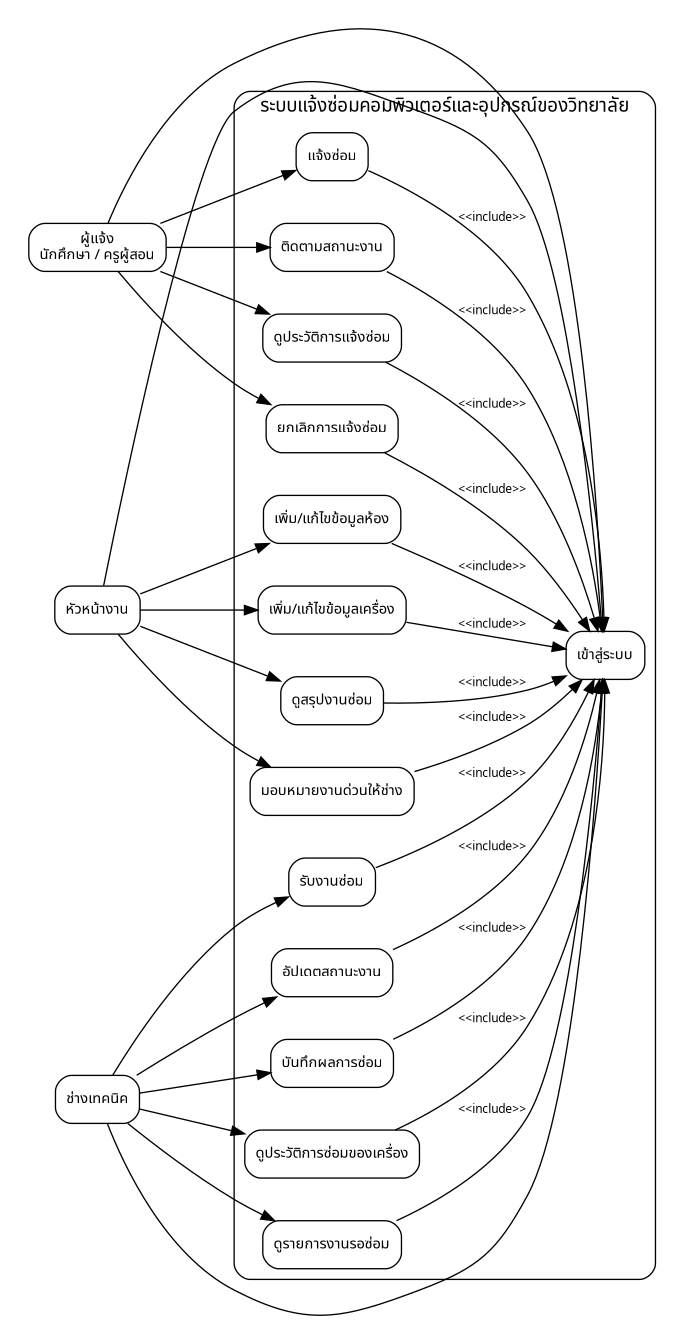 ระบบแจ้งซ่อมคอมพิวเตอร์และอุปกรณ์ของวิทยาลัย
แจ้งซ่อม
<<include>>
ผู้แจ้ง
นักศึกษา / ครูผู้สอน
ติดตามสถานะงาน
<<include>>
ดูประวัติการแจ้งซ่อม
<<include>>
ยกเลิกการแจ้งซ่อม
<<include>>
เพิ่ม/แก้ไขข้อมูลห้อง
<<include>>
หัวหน้างาน
เพิ่ม/แก้ไขข้อมูลเครื่อง
<<include>>
เข้าสู่ระบบ
ดูสรุปงานซ่อม
<<include>>
<<include>>
มอบหมายงานด่วนให้ช่าง
<<include>>
รับงานซ่อม
<<include>>
อัปเดตสถานะงาน
<<include>>
บันทึกผลการซ่อม
<<include>>
ช่างเทคนิค
<<include>>
ดูประวัติการซ่อมของเครื่อง
ดูรายการงานรอซ่อม